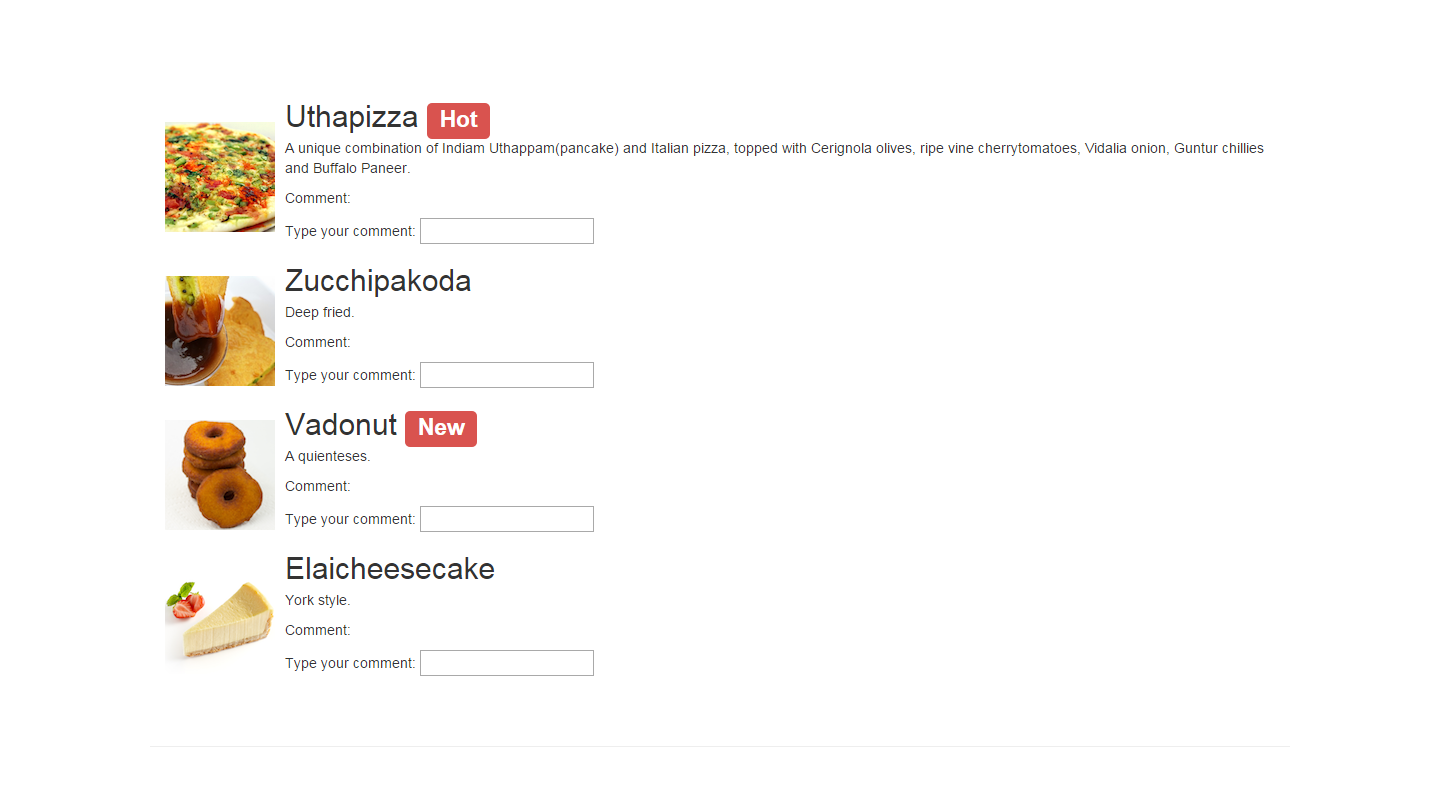 Uthapizza Hot
A unique combination of Indiam Uthappam(pancake) and Italian pizza, topped with Cerignola olives, ripe vine cherrytomatoes, Vidalia onion, Guntur chillies
and Buffalo Paneer.
Comment:
Type your comment:
Zucchipakoda
Deep fried.
Comment:
Type your comment:
Vadonut New
A quienteses.
Comment:
Type your comment:
Elaicheesecake
York style.
Comment:
Type your comment: